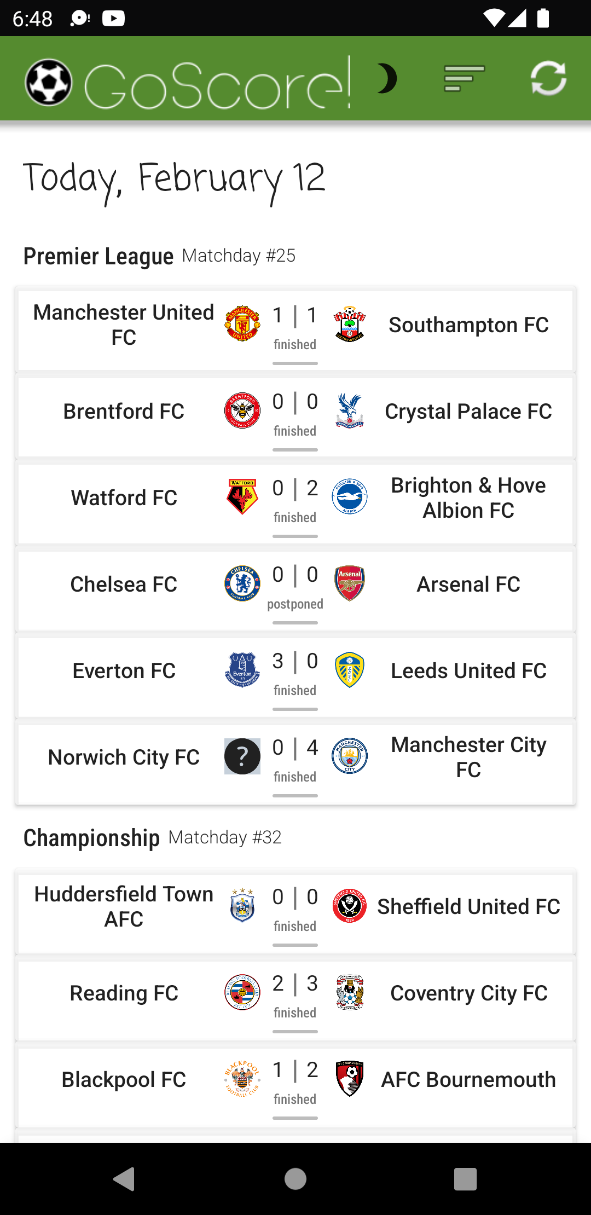 6:48
GoScore!
Today, February 12
Premier League Matchday #25
Manchester United FC 1 | 1 Southampton FC
finished
Brentford FC 0 | 0 Crystal Palace FC
finished
Watford FC 0 | 2 Brighton & Hove Albion FC
finished
Chelsea FC 0 | 0 Arsenal FC
postponed
Everton FC 3 | 0 Leeds United FC
finished
Norwich City FC ? 0 | 4 Manchester City FC
finished
Championship Matchday #32
Huddersfield Town AFC 0 | 0 Sheffield United FC
finished
Reading FC 2 | 3 Coventry City FC
finished
Blackpool FC 1 | 2 AFC Bournemouth
finished